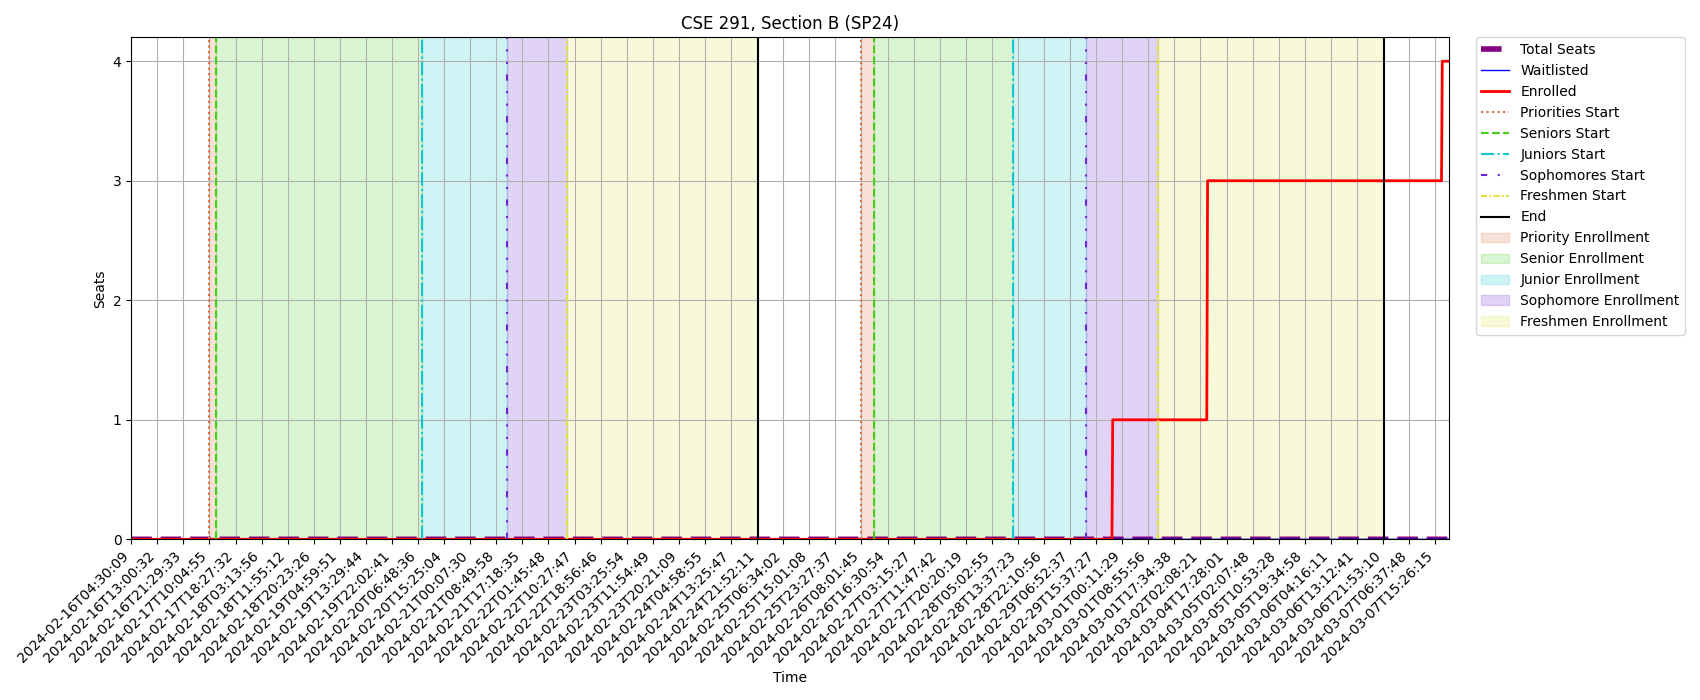 CSE 291, Section B (SP24)
Seats
4
3
2
1
0
2024-02-16T04:30:09
2024-02-16T13:00:32
2024-02-16T21:29:33
2024-02-17T10:04:55
2024-02-17T18:27:32
2024-02-18T03:13:56
2024-02-18T11:55:12
2024-02-18T20:23:26
2024-02-19T04:59:51
2024-02-19T13:29:44
2024-02-19T22:02:41
2024-02-20T06:48:36
2024-02-20T15:25:04
2024-02-21T00:07:30
2024-02-21T08:49:58
2024-02-21T17:18:35
2024-02-22T01:45:48
2024-02-22T10:27:47
2024-02-22T18:56:46
2024-02-23T03:25:54
2024-02-23T11:54:49
2024-02-23T20:21:09
2024-02-24T04:58:55
2024-02-24T13:25:47
2024-02-24T21:52:11
2024-02-25T06:34:02
2024-02-25T15:01:08
2024-02-25T23:27:37
2024-02-26T08:01:45
2024-02-26T16:30:54
2024-02-27T03:15:27
2024-02-27T11:47:42
2024-02-27T20:20:19
2024-02-28T05:02:55
2024-02-28T13:37:23
2024-02-28T22:10:56
2024-02-29T06:52:37
2024-02-29T15:37:27
2024-03-01T00:11:29
2024-03-01T08:55:56
2024-03-01T17:34:38
2024-03-02T02:08:21
2024-03-04T17:28:01
2024-03-05T02:07:48
2024-03-05T10:53:28
2024-03-05T19:34:58
2024-03-06T04:16:11
2024-03-06T13:12:41
2024-03-06T21:53:10
2024-03-07T06:37:48
2024-03-07T15:26:15
Time
Total Seats
Waitlisted
Enrolled
Priorities Start
Seniors Start
Juniors Start
Sophomores Start
Freshmen Start
End
Priority Enrollment
Senior Enrollment
Junior Enrollment
Sophomore Enrollment
Freshmen Enrollment